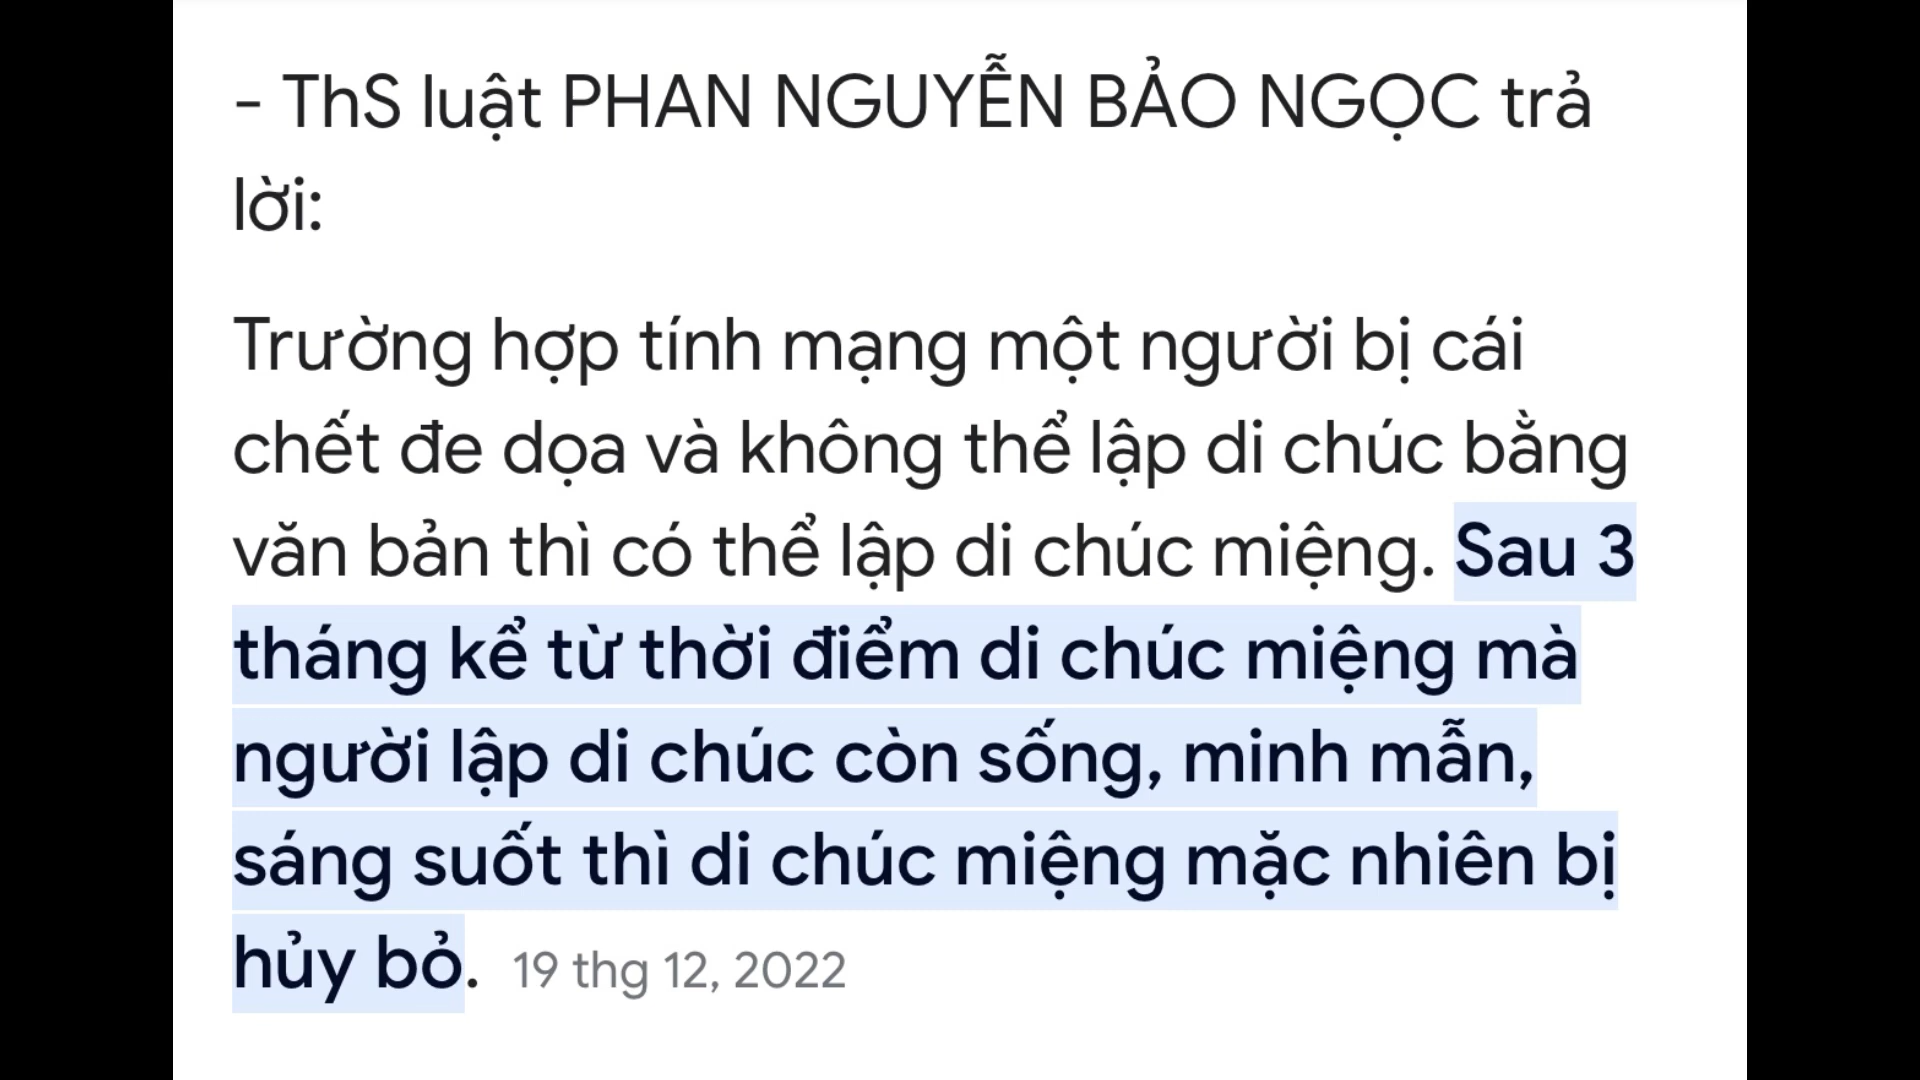 - ThS luật PHAN NGUYỄN BẢO NGỌC trả
lời:
Trường hợp tính mạng một người bị cái
chết đe dọa và không thể lập di chúc bằng
văn bản thì có thể lập di chúc miệng. Sau 3
tháng kể từ thời điểm di chúc miệng mà
người lập di chúc còn sống, minh mẫn,
sáng suốt thì di chúc miệng mặc nhiên bị
hủy bỏ. 19 thg 12, 2022